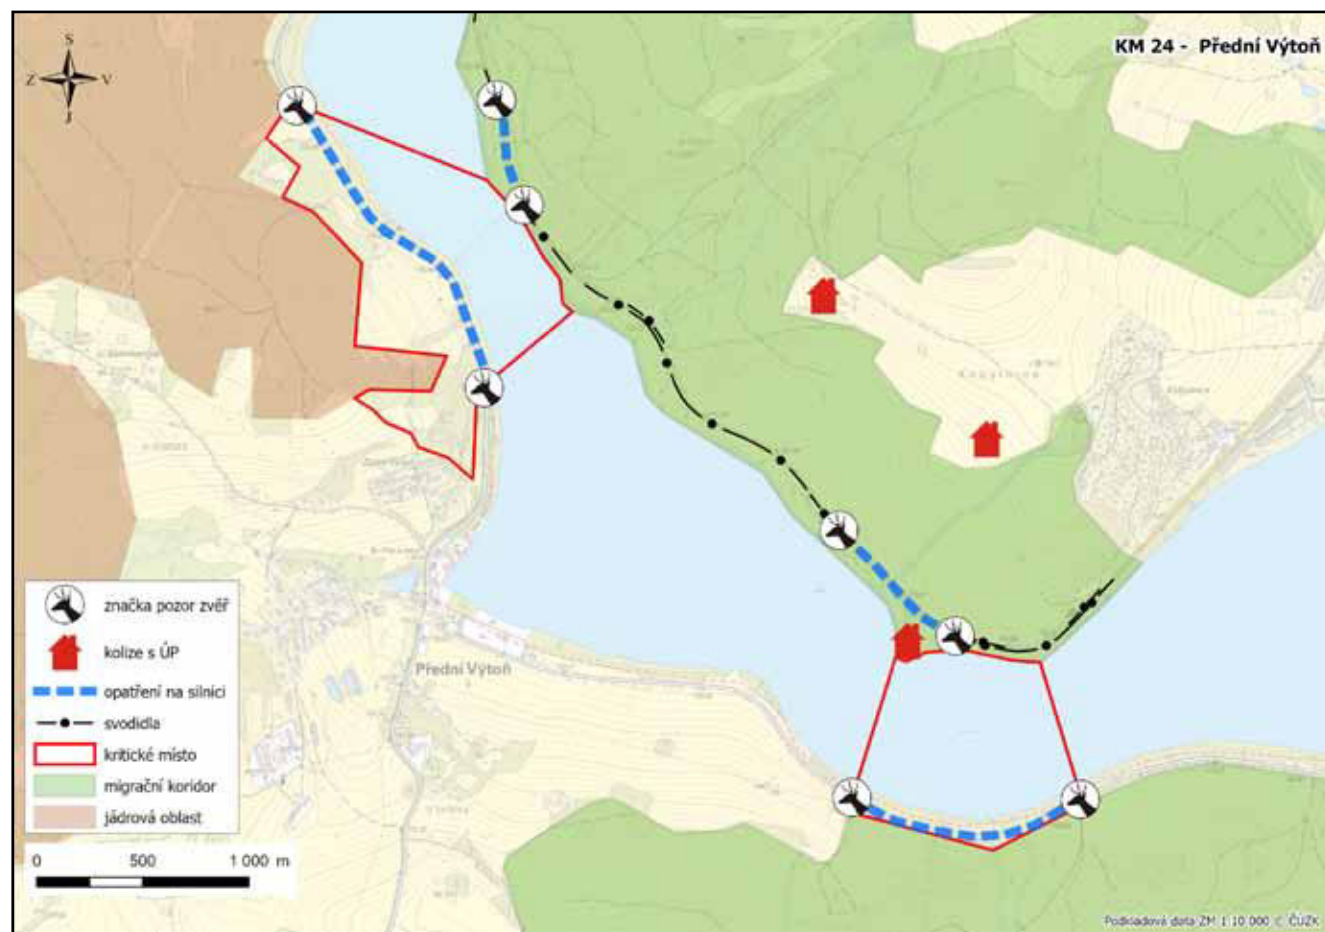 KM 24 - Přední Výtoň
S
Z V
J
Přední Výtoň
značka pozor zvěř
kolize s ÚP
opatření na silnici
svodidla
kritické místo
migrační koridor
jádrová oblast
0 500 1 000 m
Podkladová data ZM 1:10 000 © ČÚZK